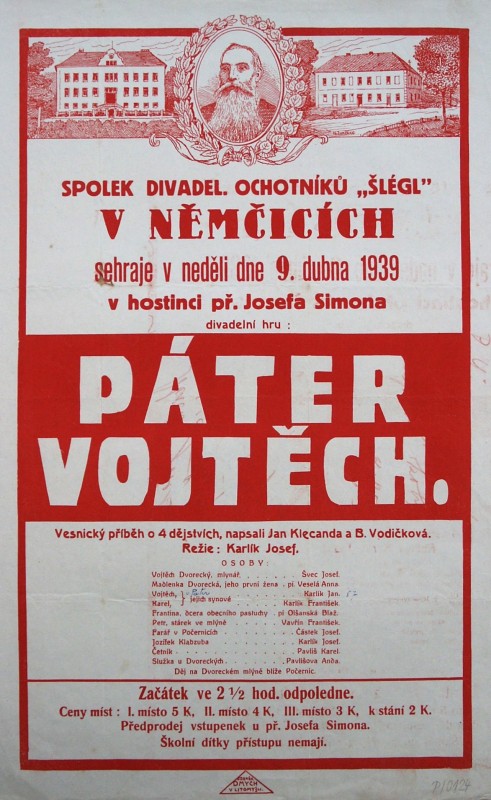 SPOLEK DIVADEL. OCHOTNÍKŮ „ŠLÉGL"
V NĚMČICÍCH
sehraje v neděli dne 9. dubna 1939
v hostinci př. Josefa Simona
divadelní hru :
PÁTER
VOJTĚCH.
Vesnický příběh o 4 dějstvích, napsali Jan Klecanda a B. Vodičková.
Režie: Karlík Josef.
OSOBY:
Vojtěch Dvorecký, mlynář . . . . . . . Švec Josef.
Madlenka Dvorecká, jeho první žena . pí. Veselá Anna.
Vojtěch, } jejich synové . . . . . . Karlík Jan.
Karel, . . . . . . Karlík František
Frantina, dcera obecního pastuchy . pí Olšanská Blaž.
Petr, stárek ve mlýně . . . . . . Vavřín František.
Farář v Počernicích . . . . . . . Částek Josef.
Jozífek Klabzuba . . . . . . . Karlík Josef.
Četník . . . . . . . Pavliš Karel.
Služka u Dvoreckých . . . . . . . Pavlišova Anča.
Děj na Dvoreckém mlýně blíže Počernic.
Začátek ve 2 1/2 hod. odpoledne.
Ceny míst : I. místo 5 K, II. místo 4 K, III. místo 3 K, k stání 2 K.
Předprodej vstupenek u př. Josefa Simona.
Školní dítky přístupu nemají.
V LITOMYŠLI.